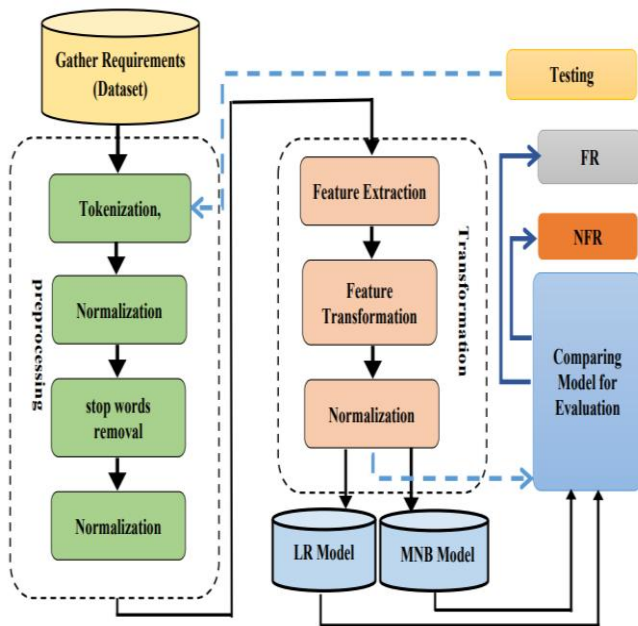 Gather Requirements
(Dataset)
Tokenization,
Normalization
stop words
removal
Normalization
preprocessing
Feature Extraction
Feature
Transformation
Normalization
Transformation
LR Model
MNB Model
Testing
FR
NFR
Comparing
Model for
Evaluation